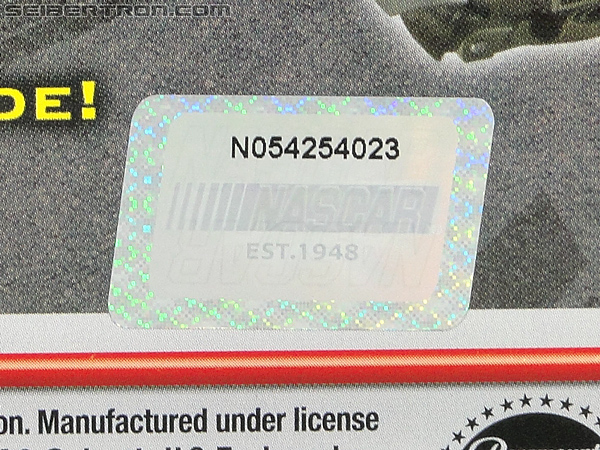 SEIBERTRON.COM
DE!
N054254023
NASCAR
EST.1948
on. Manufactured under license